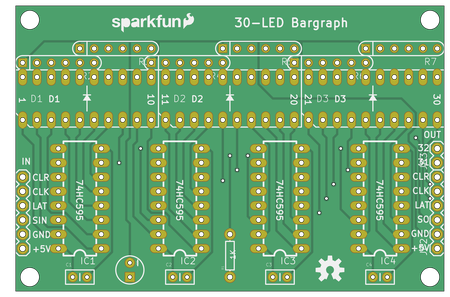 sparkfun 30-LED Bargraph
R7
1 D1 D1 10 11 D2 D2 20 21 D3 D3 30
OUT
IN 32
31
CLR 74HC595 74HC595 74HC595 74HC595 CLR
CLK CLK
LAT LAT
SIN SO
GND GND
+5V +5V
IC1 IC2 IC3 IC4